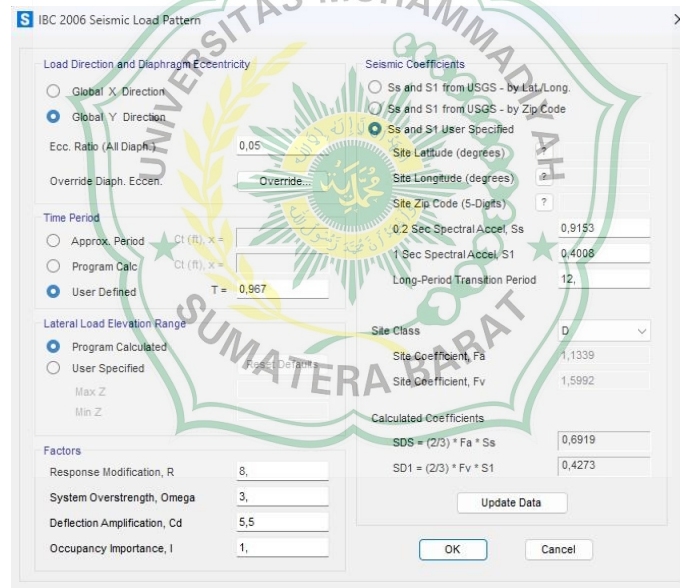 IBC 2006 Seismic Load Pattern
Load Direction and Diaphragm Eccentricity
Global X Direction
Global Y Direction
Ecc. Ratio (All Diaph.) 0,05
Override Diaph. Eccen. Override...
Time Period
Approx. Period Ct (ft), x =
Program Calc Ct (ft), x =
User Defined T = 0,967
Lateral Load Elevation Range
Program Calculated
User Specified Reset Defaults
Max Z
Min Z
Factors
Response Modification, R 8,
System Overstrength, Omega 3,
Deflection Amplification, Cd 5,5
Occupancy Importance, I 1,
Seismic Coefficients
Ss and S1 from USGS - by Lat./Long.
Ss and S1 from USGS - by Zip Code
Ss and S1 User Specified
Site Latitude (degrees) ?
Site Longitude (degrees) ?
Site Zip Code (5-Digits) ?
0.2 Sec Spectral Accel, Ss 0,9153
1 Sec Spectral Accel, S1 0,4008
Long-Period Transition Period 12,
Site Class D
Site Coefficient, Fa 1,1339
Site Coefficient, Fv 1,5992
Calculated Coefficients
SDS = (2/3) * Fa * Ss 0,6919
SD1 = (2/3) * Fv * S1 0,4273
Update Data
OK Cancel
SUMATERA BARAT